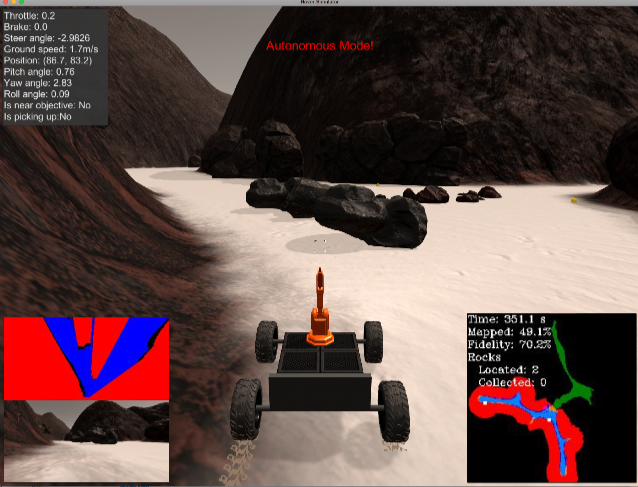 Rover Simulator
Throttle: 0.2
Brake: 0.0
Steer angle: -2.9826
Ground speed: 1.7m/s
Position: (86.7, 83.2)
Pitch angle: 0.76
Yaw angle: 2.83
Roll angle: 0.09
Is near objective: No
Is picking up:No
Autonomous Mode!
Time: 351.1 s
Mapped: 49.1%
Fidelity: 70.2%
Rocks
Located: 2
Collected: 0